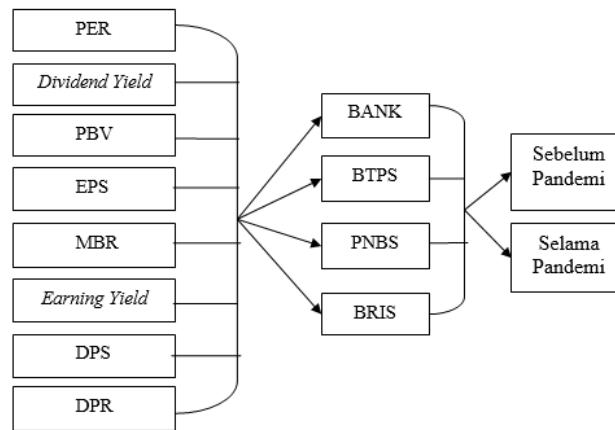 PER
Dividend Yield
PBV
EPS
MBR
Earning Yield
DPS
DPR
BANK
BTPS
PNBS
BRIS
Sebelum
Pandemi
Selama
Pandemi